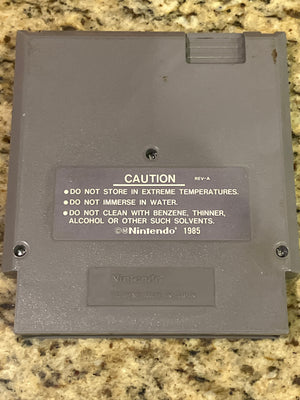 CAUTION REV-A
● DO NOT STORE IN EXTREME TEMPERATURES.
● DO NOT IMMERSE IN WATER.
● DO NOT CLEAN WITH BENZENE, THINNER,
ALCOHOL OR OTHER SUCH SOLVENTS.
©®Nintendo® 1985
Nintendo